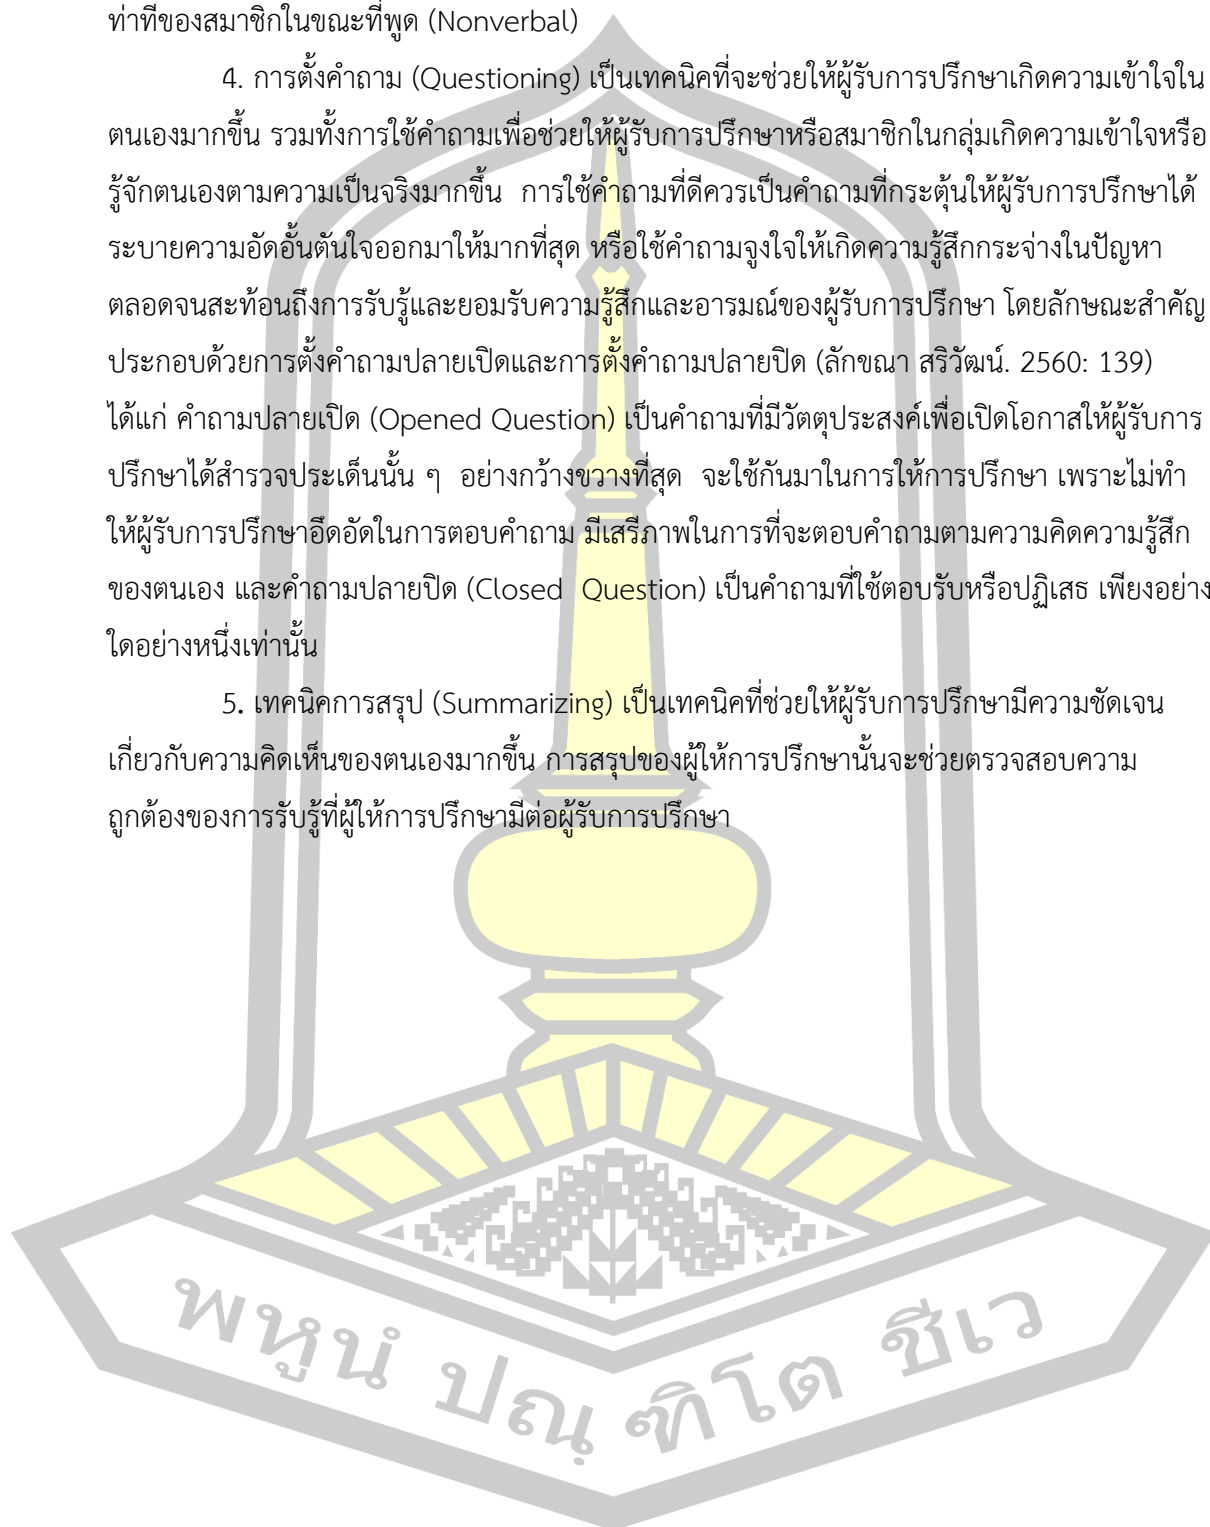 ท่าทีของสมาชิกในขณะที่พูด (Nonverbal)
4. การตั้งคำถาม (Questioning) เป็นเทคนิคที่จะช่วยให้ผู้รับการปรึกษาเกิดความเข้าใจใน
ตนเองมากขึ้น รวมทั้งการใช้คำถามเพื่อช่วยให้ผู้รับการปรึกษาหรือสมาชิกในกลุ่มเกิดความเข้าใจหรือ
รู้จักตนเองตามความเป็นจริงมากขึ้น  การใช้คำถามที่ดีควรเป็นคำถามที่กระตุ้นให้ผู้รับการปรึกษาได้
ระบายความอัดอั้นตันใจออกมาให้มากที่สุด หรือใช้คำถามจูงใจให้เกิดความรู้สึกกระจ่างในปัญหา
ตลอดจนสะท้อนถึงการรับรู้และยอมรับความรู้สึกและอารมณ์ของผู้รับการปรึกษา โดยลักษณะสำคัญ
ประกอบด้วยการตั้งคำถามปลายเปิดและการตั้งคำถามปลายปิด (ลักขณา สริวัฒน์. 2560: 139)
ได้แก่ คำถามปลายเปิด (Opened Question) เป็นคำถามที่มีวัตตุประสงค์เพื่อเปิดโอกาสให้ผู้รับการ
ปรึกษาได้สำรวจประเด็นนั้น ๆ  อย่างกว้างขวางที่สุด  จะใช้กันมาในการให้การปรึกษา เพราะไม่ทำ
ให้ผู้รับการปรึกษาอึดอัดในการตอบคำถาม มีเสรีภาพในการที่จะตอบคำถามตามความคิดความรู้สึก
ของตนเอง และคำถามปลายปิด (Closed  Question) เป็นคำถามที่ใช้ตอบรับหรือปฏิเสธ เพียงอย่าง
ใดอย่างหนึ่งเท่านั้น
5. เทคนิคการสรุป (Summarizing) เป็นเทคนิคที่ช่วยให้ผู้รับการปรึกษามีความชัดเจน
เกี่ยวกับความคิดเห็นของตนเองมากขึ้น การสรุปของผู้ให้การปรึกษานั้นจะช่วยตรวจสอบความ
ถูกต้องของการรับรู้ที่ผู้ให้การปรึกษามีต่อผู้รับการปรึกษา
พหูนํ ปณฺฑิโต ชีเว